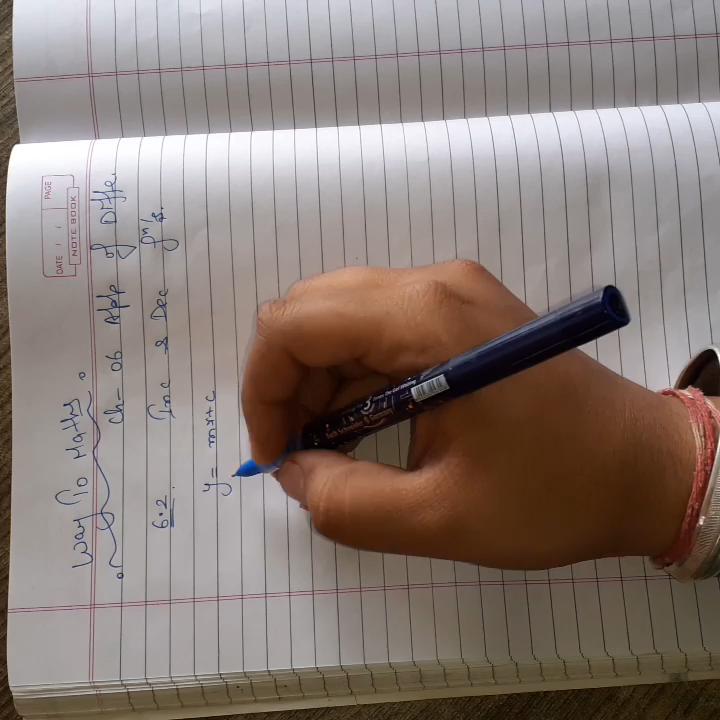 PAGE
DATE / /
NOTE BOOK
Way To Maths
Ch- 06 App of Diffe.
6.2. Inc & Dec fn's.
y = mx+c